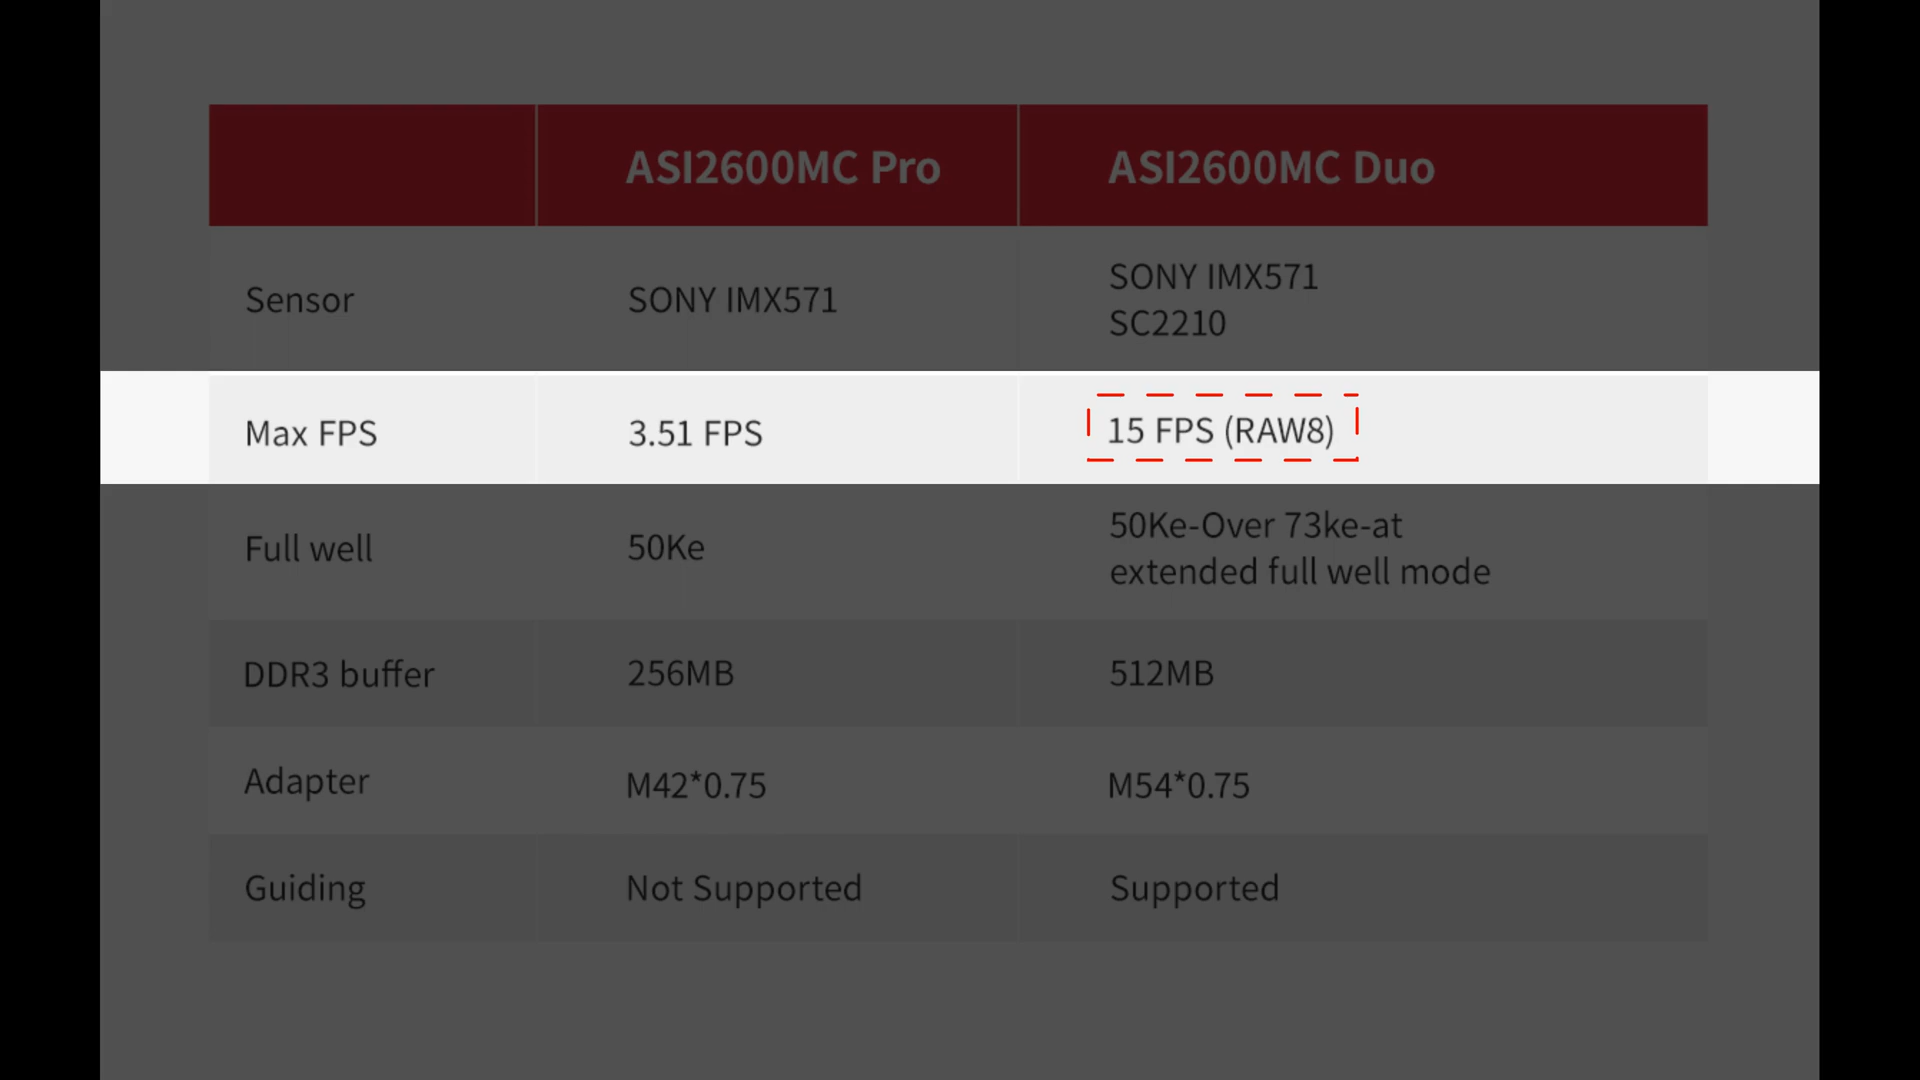 ASI2600MC Pro
ASI2600MC Duo
Sensor
SONY IMX571
SONY IMX571
SC2210
Max FPS
3.51 FPS
15 FPS (RAW8)
Full well
50Ke
50Ke-Over 73ke-at
extended full well mode
DDR3 buffer
256MB
512MB
Adapter
M42*0.75
M54*0.75
Guiding
Not Supported
Supported